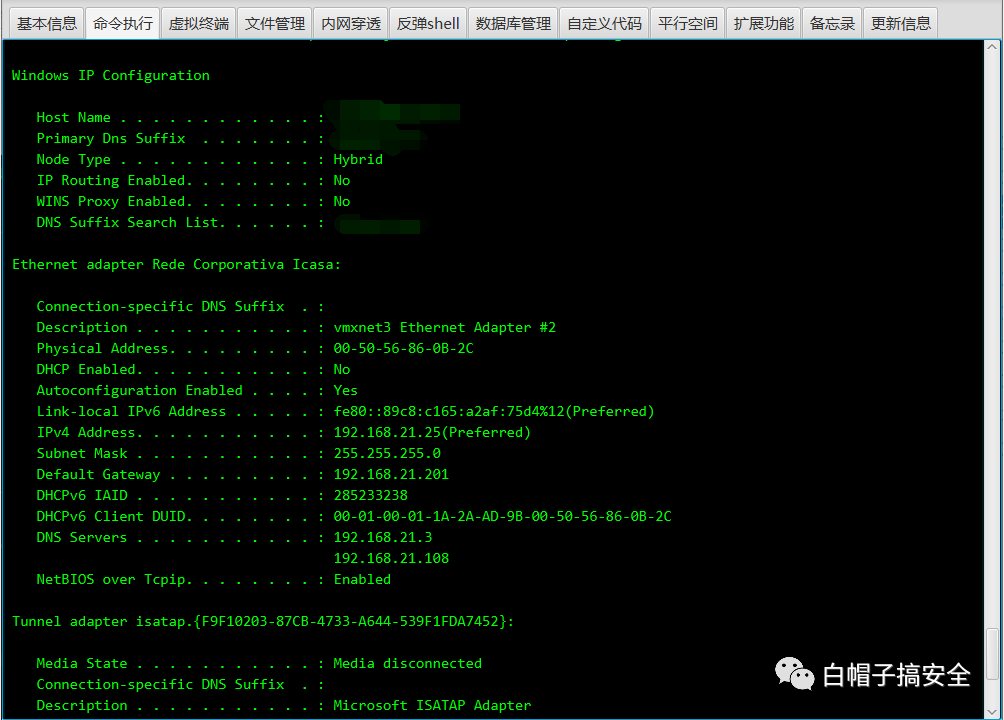 基本信息 命令执行 虚拟终端 文件管理 内网穿透 反弹shell 数据库管理 自定义代码 平行空间 扩展功能 备忘录 更新信息
Windows IP Configuration
Host Name . . . . . . . . . . . . :
Primary Dns Suffix  . . . . . . . :
Node Type . . . . . . . . . . . . : Hybrid
IP Routing Enabled. . . . . . . . : No
WINS Proxy Enabled. . . . . . . . : No
DNS Suffix Search List. . . . . . :
Ethernet adapter Rede Corporativa Icasa:
Connection-specific DNS Suffix  . :
Description . . . . . . . . . . . : vmxnet3 Ethernet Adapter #2
Physical Address. . . . . . . . . : 00-50-56-86-0B-2C
DHCP Enabled. . . . . . . . . . . : No
Autoconfiguration Enabled . . . . : Yes
Link-local IPv6 Address . . . . . : fe80::89c8:c165:a2af:75d4%12(Preferred)
IPv4 Address. . . . . . . . . . . : 192.168.21.25(Preferred)
Subnet Mask . . . . . . . . . . . : 255.255.255.0
Default Gateway . . . . . . . . . : 192.168.21.201
DHCPv6 IAID . . . . . . . . . . . : 285233238
DHCPv6 Client DUID. . . . . . . . : 00-01-00-01-1A-2A-AD-9B-00-50-56-86-0B-2C
DNS Servers . . . . . . . . . . . : 192.168.21.3
192.168.21.108
NetBIOS over Tcpip. . . . . . . . : Enabled
Tunnel adapter isatap.{F9F10203-87CB-4733-A644-539F1FDA7452}:
Media State . . . . . . . . . . . : Media disconnected
Connection-specific DNS Suffix  . :
Description . . . . . . . . . . . : Microsoft ISATAP Adapter
白帽子搞安全